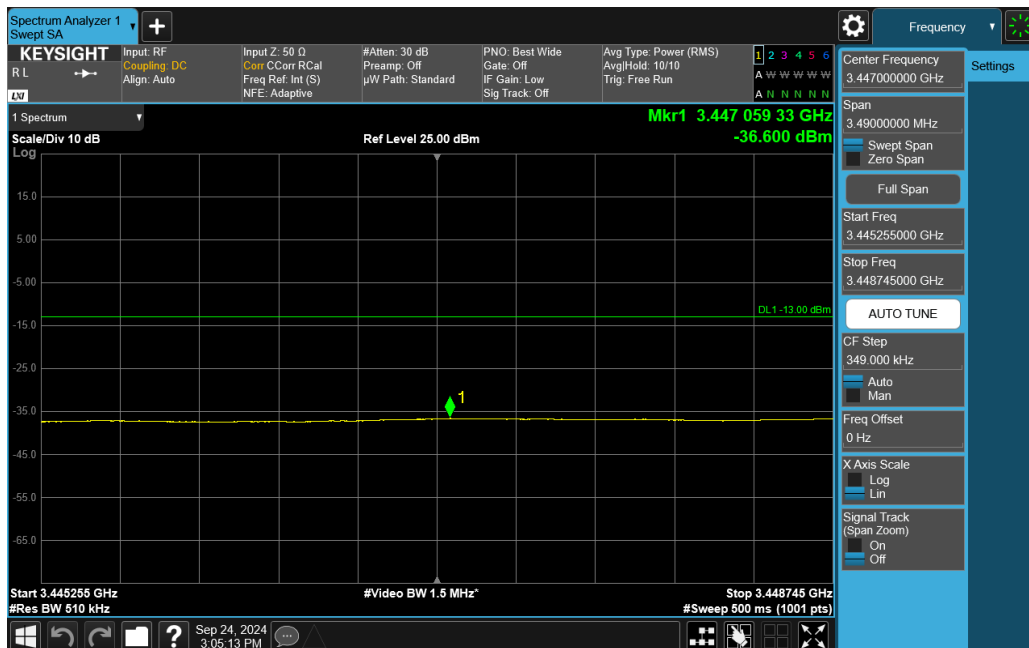 Spectrum Analyzer 1
Swept SA
+
Frequency
KEYSIGHT
R L
LXI
Input: RF
Coupling: DC
Align: Auto
Input Z: 50 Ω
Corr CCorr RCal
Freq Ref: Int (S)
NFE: Adaptive
#Atten: 30 dB
Preamp: Off
µW Path: Standard
PNO: Best Wide
Gate: Off
IF Gain: Low
Sig Track: Off
Avg Type: Power (RMS)
Avg|Hold: 10/10
Trig: Free Run
1 2 3 4 5 6
A W W W W W
A N N N N N
1 Spectrum
Scale/Div 10 dB
Log
Ref Level 25.00 dBm
Mkr1 3.447 059 33 GHz
-36.600 dBm
15.0
5.00
-5.00
DL1 -13.00 dBm
-15.0
-25.0
1
-35.0
-45.0
-55.0
-65.0
Start 3.445255 GHz
#Res BW 510 kHz
#Video BW 1.5 MHz*
Stop 3.448745 GHz
#Sweep 500 ms (1001 pts)
Center Frequency
3.447000000 GHz
Settings
Span
3.49000000 MHz
Swept Span
Zero Span
Full Span
Start Freq
3.445255000 GHz
Stop Freq
3.448745000 GHz
AUTO TUNE
CF Step
349.000 kHz
Auto
Man
Freq Offset
0 Hz
X Axis Scale
Log
Lin
Signal Track
(Span Zoom)
On
Off
?
Sep 24, 2024
3:05:13 PM